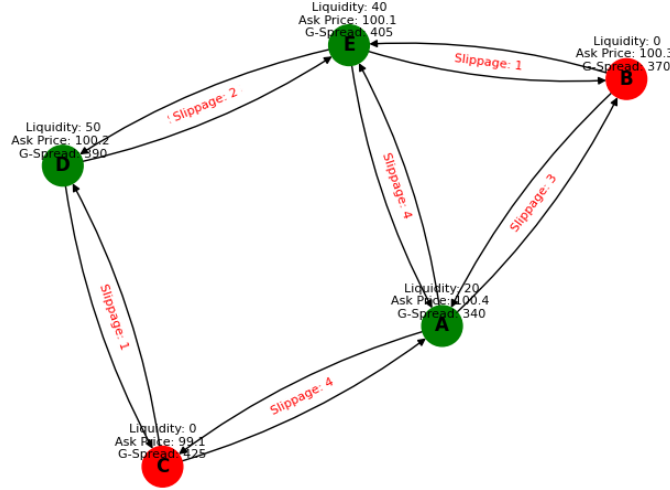 Liquidity: 40
Ask Price: 100.1
G-Spread: 405
E
Liquidity: 0
Ask Price: 100.3
G-Spread: 370
B
Slippage: 1
Slippage: 2
Liquidity: 50
Ask Price: 100.2
G-Spread: 390
D
Slippage: 4
Slippage: 3
Liquidity: 20
Ask Price: 100.4
G-Spread: 340
A
Slippage: 1
Slippage: 4
Liquidity: 0
Ask Price: 99.1
G-Spread: 425
C